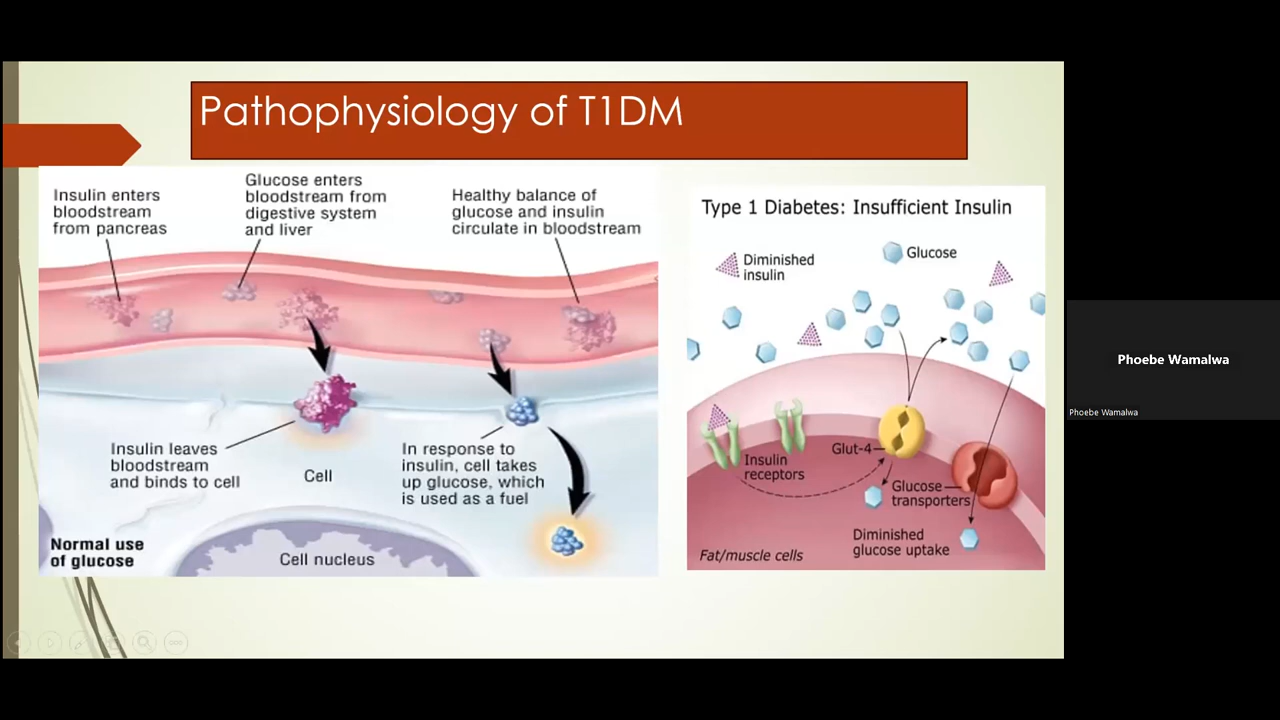 Pathophysiology of T1DM
Insulin enters
bloodstream
from pancreas
Glucose enters
bloodstream from
digestive system
and liver
Healthy balance of
glucose and insulin
circulate in bloodstream
Insulin leaves
bloodstream
and binds to cell
Cell
In response to
insulin, cell takes
up glucose, which
is used as a fuel
Normal use
of glucose
Cell nucleus
Type 1 Diabetes: Insufficient Insulin
Diminished
insulin
Glucose
Insulin
receptors
Glut-4
Glucose
transporters
Diminished
glucose uptake
Fat/muscle cells
Phoebe Wamalwa
Phoebe Wamalwa